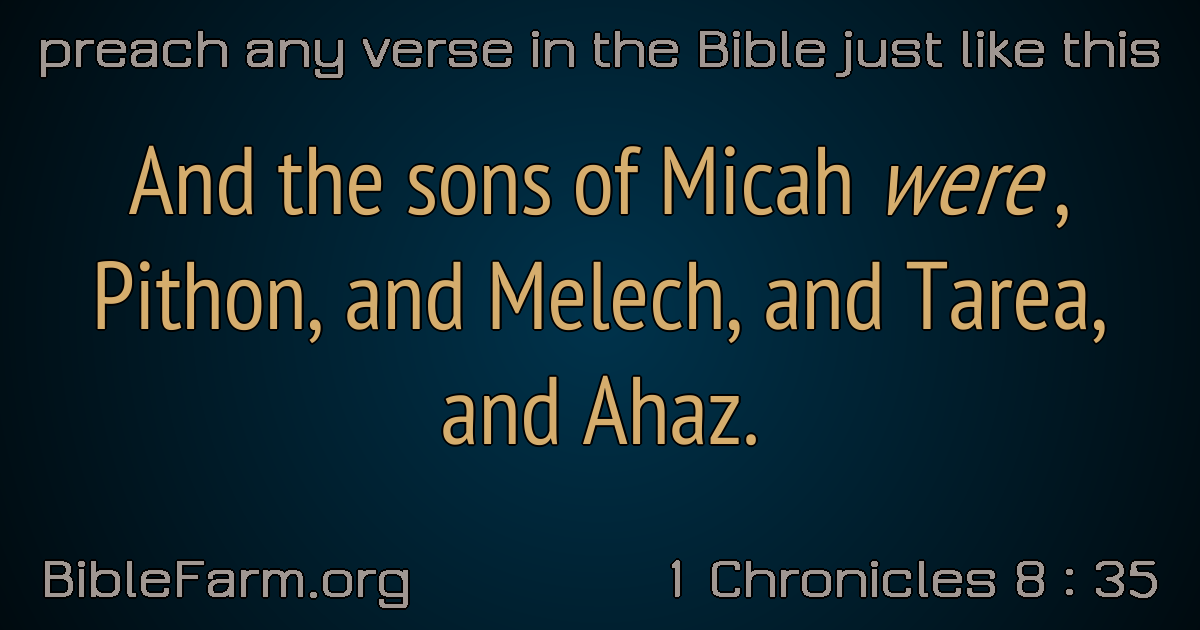 preach any verse in the Bible just like this
And the sons of Micah were ,
Pithon, and Melech, and Tarea,
and Ahaz.
BibleFarm.org
1 Chronicles 8 : 35